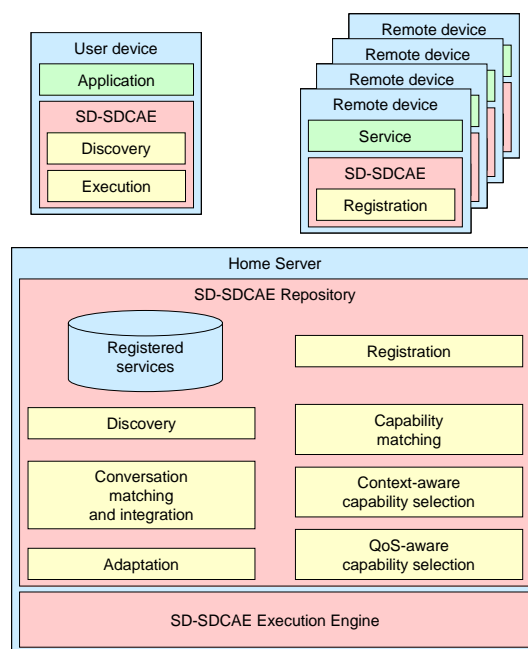 User device
Application
SD-SDCAE
Discovery
Execution
Remote device
Remote device
Remote device
Remote device
Service
SD-SDCAE
Registration
Home Server
SD-SDCAE Repository
Registered
services
Registration
Discovery
Capability
matching
Conversation
matching
and integration
Context-aware
capability selection
Adaptation
QoS-aware
capability selection
SD-SDCAE Execution Engine